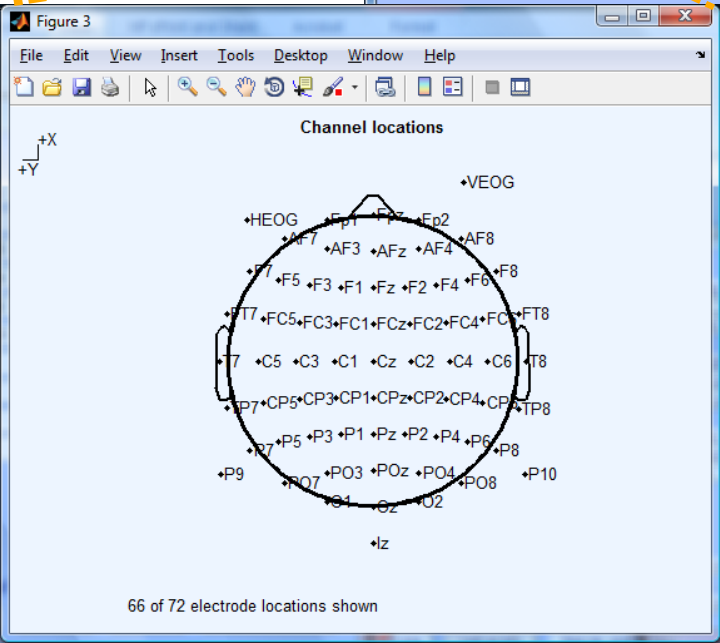 Figure 3
File Edit View Insert Tools Desktop Window Help
Channel locations
+X
+Y
VEOG
HEOG Fp1 Fpz Fp2
AF7 AF8
AF3 AFz AF4
F7 F8
F5 F3 F1 Fz F2 F4 F6
FT7 FT8
FC5 FC3 FC1 FCz FC2 FC4 FC6
T7 C5 C3 C1 Cz C2 C4 C6 T8
CP5 CP3 CP1 CPz CP2 CP4
TP7 TP8
P5 P3 P1 Pz P2 P4 P6
P7 P8
P9 PO3 POz PO4 P10
PO7 PO8
O1 Oz O2
Iz
66 of 72 electrode locations shown